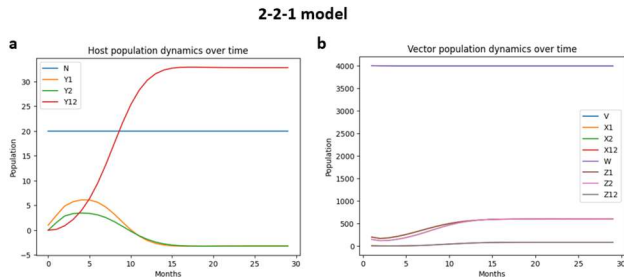 2-2-1 model
a
Host population dynamics over time
N
Y1
Y2
Y12
Population
30
25
20
15
10
5
0
-5
0 5 10 15 20 25 30
Months
b
Vector population dynamics over time
Population
4000
3500
3000
2500
2000
1500
1000
500
0
V
X1
X2
X12
W
Z1
Z2
Z12
0 5 10 15 20 25 30
Months